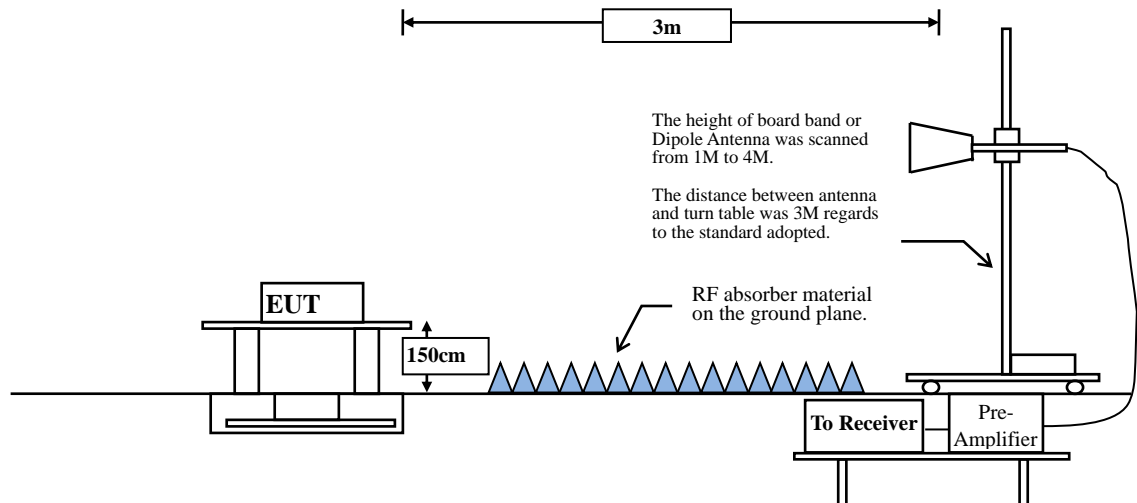 3m
The height of board band or
Dipole Antenna was scanned
from 1M to 4M.
The distance between antenna
and turn table was 3M regards
to the standard adopted.
EUT
RF absorber material
on the ground plane.
150cm
To Receiver
Pre-
Amplifier